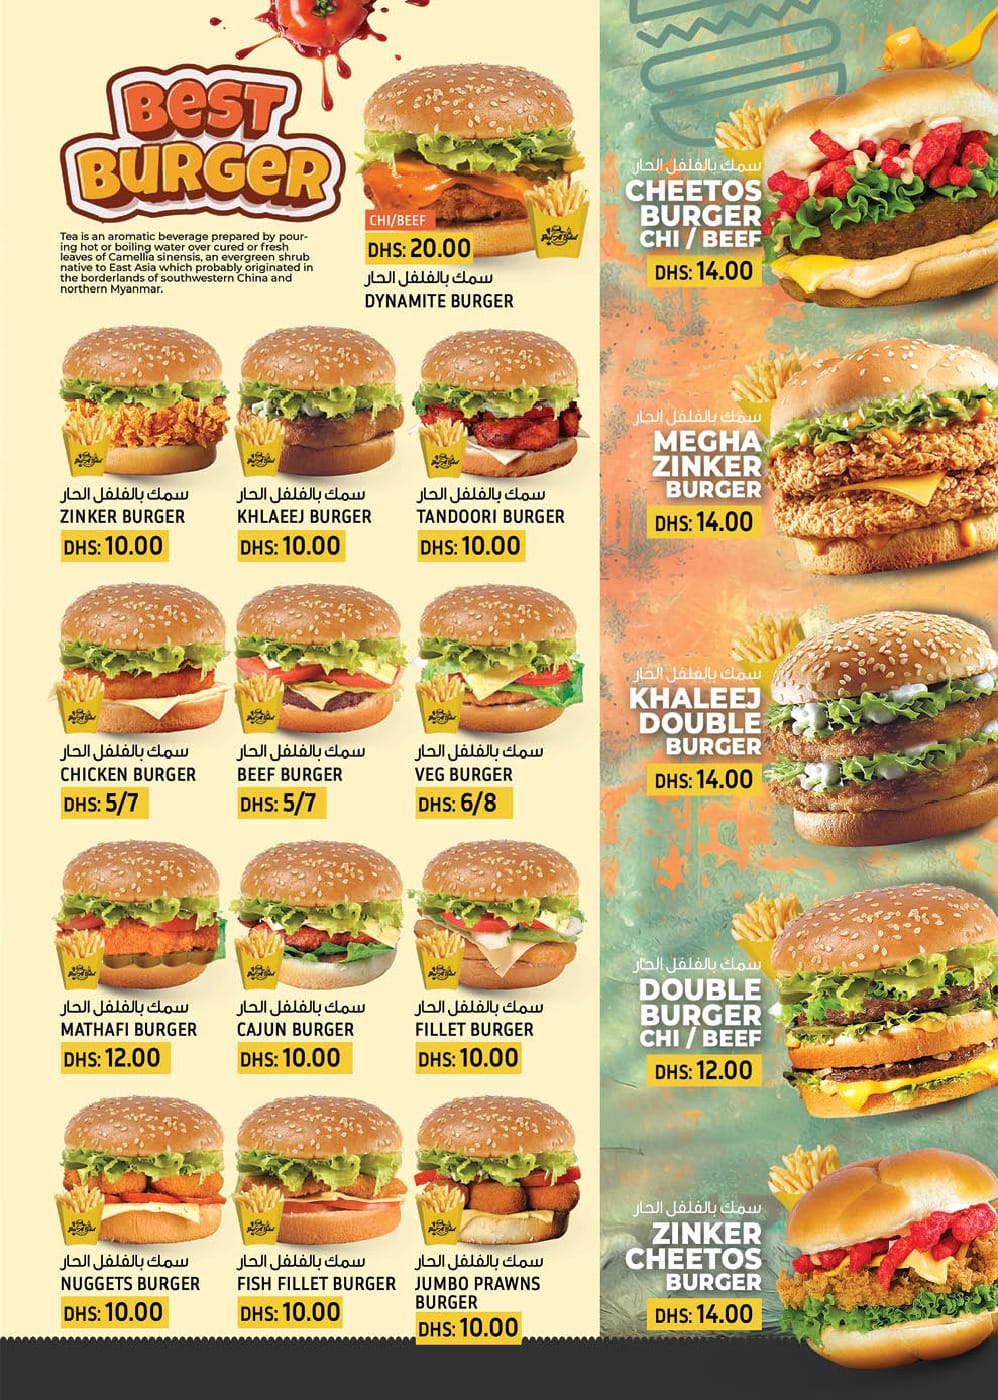 BEST
BURGER
Tea is an aromatic beverage prepared by pour-
ing hot or boiling water over cured or fresh
leaves of Camellia sinensis, an evergreen shrub
native to East Asia which probably originated in
the borderlands of southwestern China and
northern Myanmar.
CHI/BEEF
DHS: 20.00
سمك بالفلفل الحار
DYNAMITE BURGER
سمك بالفلفل الحار
ZINKER BURGER
DHS: 10.00
سمك بالفلفل الحار
KHLAEEJ BURGER
DHS: 10.00
سمك بالفلفل الحار
TANDOORI BURGER
DHS: 10.00
سمك بالفلفل الحار
CHICKEN BURGER
DHS: 5/7
سمك بالفلفل الحار
BEEF BURGER
DHS: 5/7
سمك بالفلفل الحار
VEG BURGER
DHS: 6/8
سمك بالفلفل الحار
MATHAFI BURGER
DHS: 12.00
سمك بالفلفل الحار
CAJUN BURGER
DHS: 10.00
سمك بالفلفل الحار
FILLET BURGER
DHS: 10.00
سمك بالفلفل الحار
NUGGETS BURGER
DHS: 10.00
سمك بالفلفل الحار
FISH FILLET BURGER
DHS: 10.00
سمك بالفلفل الحار
JUMBO PRAWNS
BURGER
DHS: 10.00
سمك بالفلفل الحار
CHEETOS
BURGER
CHI / BEEF
DHS: 14.00
سمك بالفلفل الحار
MEGHA
ZINKER
BURGER
DHS: 14.00
سمك بالفلفل الحار
KHALEEJ
DOUBLE
BURGER
DHS: 14.00
سمك بالفلفل الحار
DOUBLE
BURGER
CHI / BEEF
DHS: 12.00
سمك بالفلفل الحار
ZINKER
CHEETOS
BURGER
DHS: 14.00